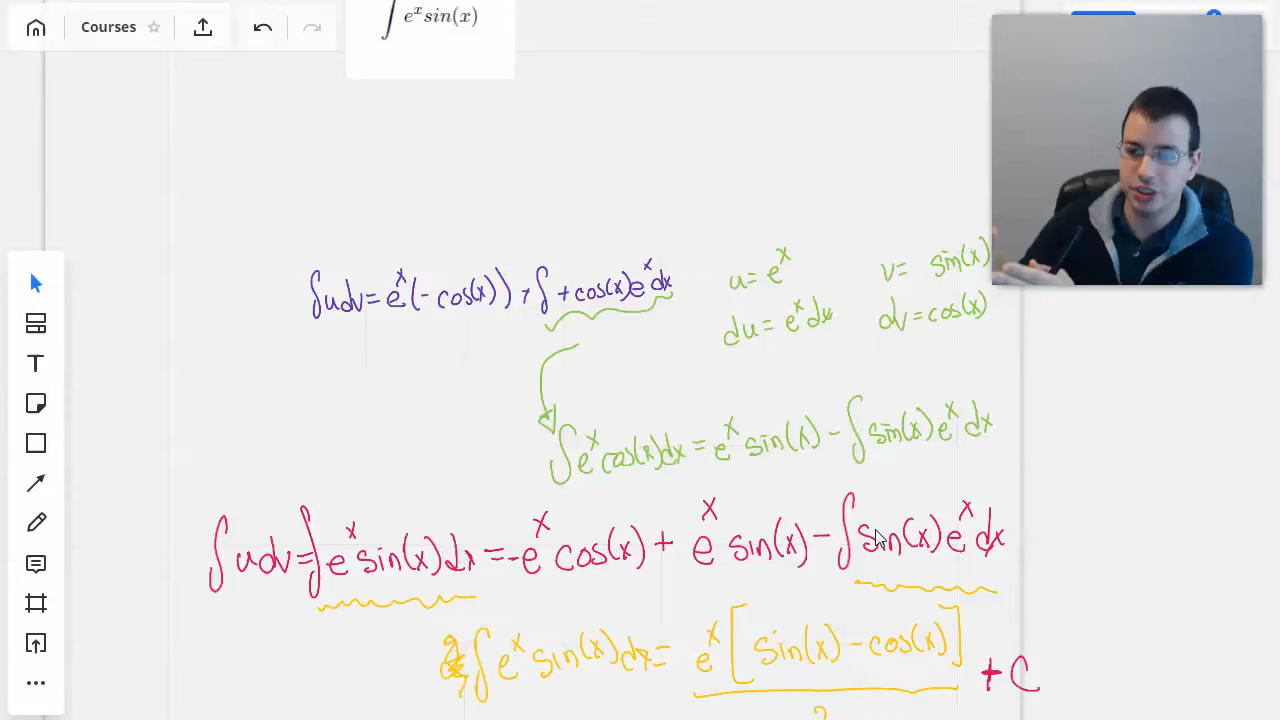 Courses
∫ e^x sin(x)
∫udv = e^x(-cos(x)) + ∫ + cos(x)e^x dx
u = e^x v = sin(x)
du = e^x dx dv = cos(x)
∫e^x cos(x)dx = e^x sin(x) - ∫sin(x)e^x dx
∫udv = ∫e^x sin(x)dx = -e^x cos(x) + e^x sin(x) - ∫sin(x)e^x dx
∫e^x sin(x)dx = e^x[sin(x) - cos(x)] + C
2